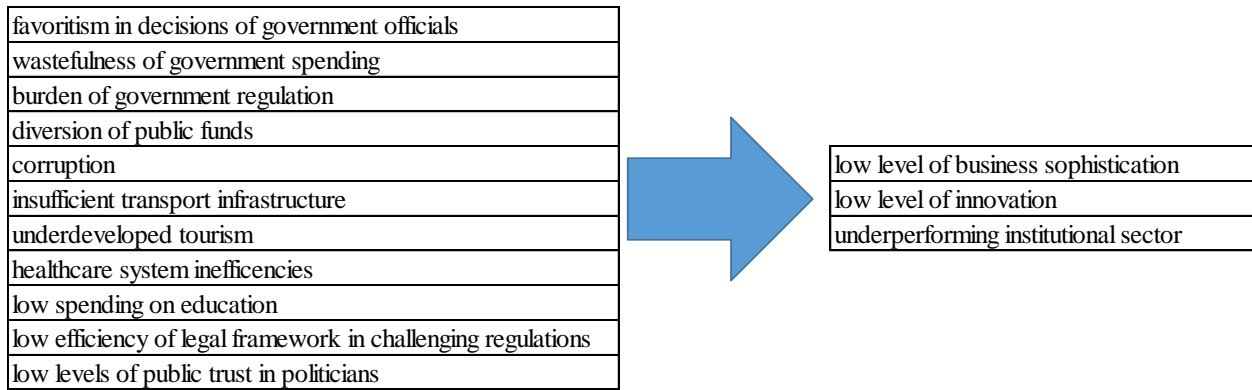 favoritism in decisions of government officials
wastefulness of government spending
burden of government regulation
diversion of public funds
corruption
insufficient transport infrastructure
underdeveloped tourism
healthcare system inefficencies
low spending on education
low efficiency of legal framework in challenging regulations
low levels of public trust in politicians
low level of business sophistication
low level of innovation
underperforming institutional sector